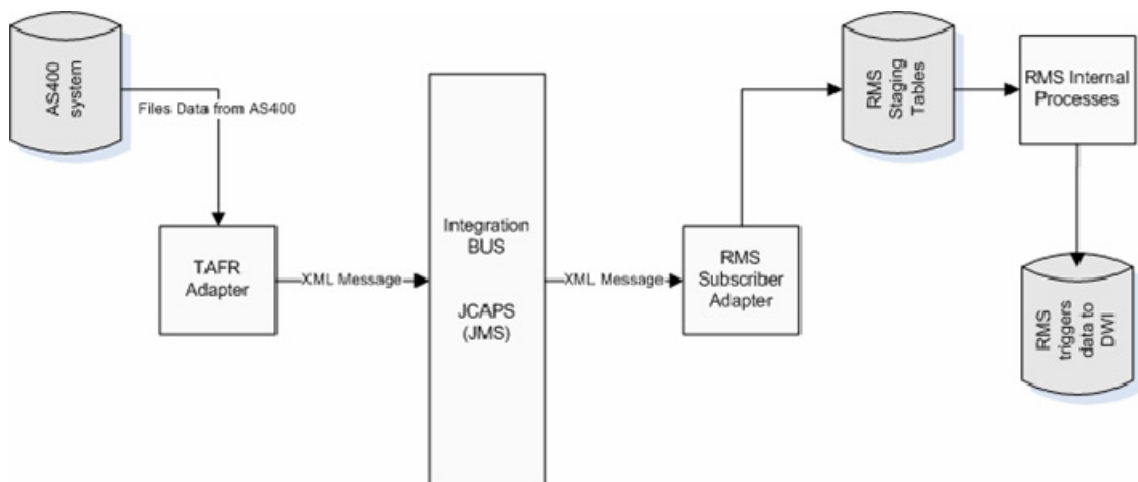 AS400
system
Files Data from AS400
TAFR
Adapter
XML Message
Integration
BUS
JCAPS
(JMS)
XML Message
RMS
Subscriber
Adapter
RMS
Staging
Tables
RMS Internal
Processes
RMS
triggers
data to
DWI